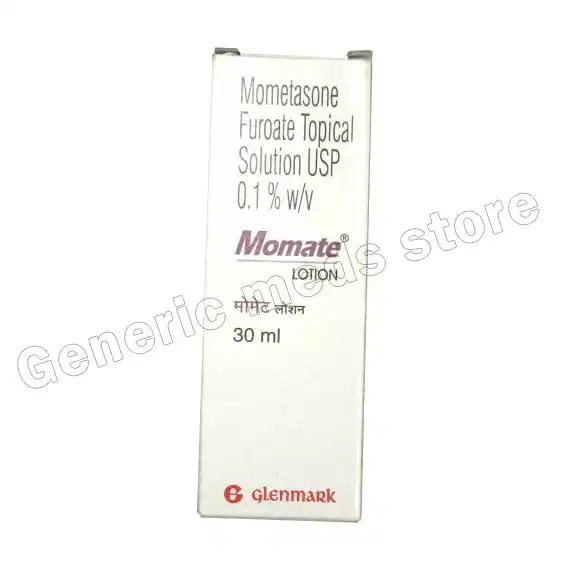 Mometasone
Furoate Topical
Solution USP
0.1 % w/v
Momate®
LOTION
मोमेट लोशन
30 ml
G glenmark
Generic meds store